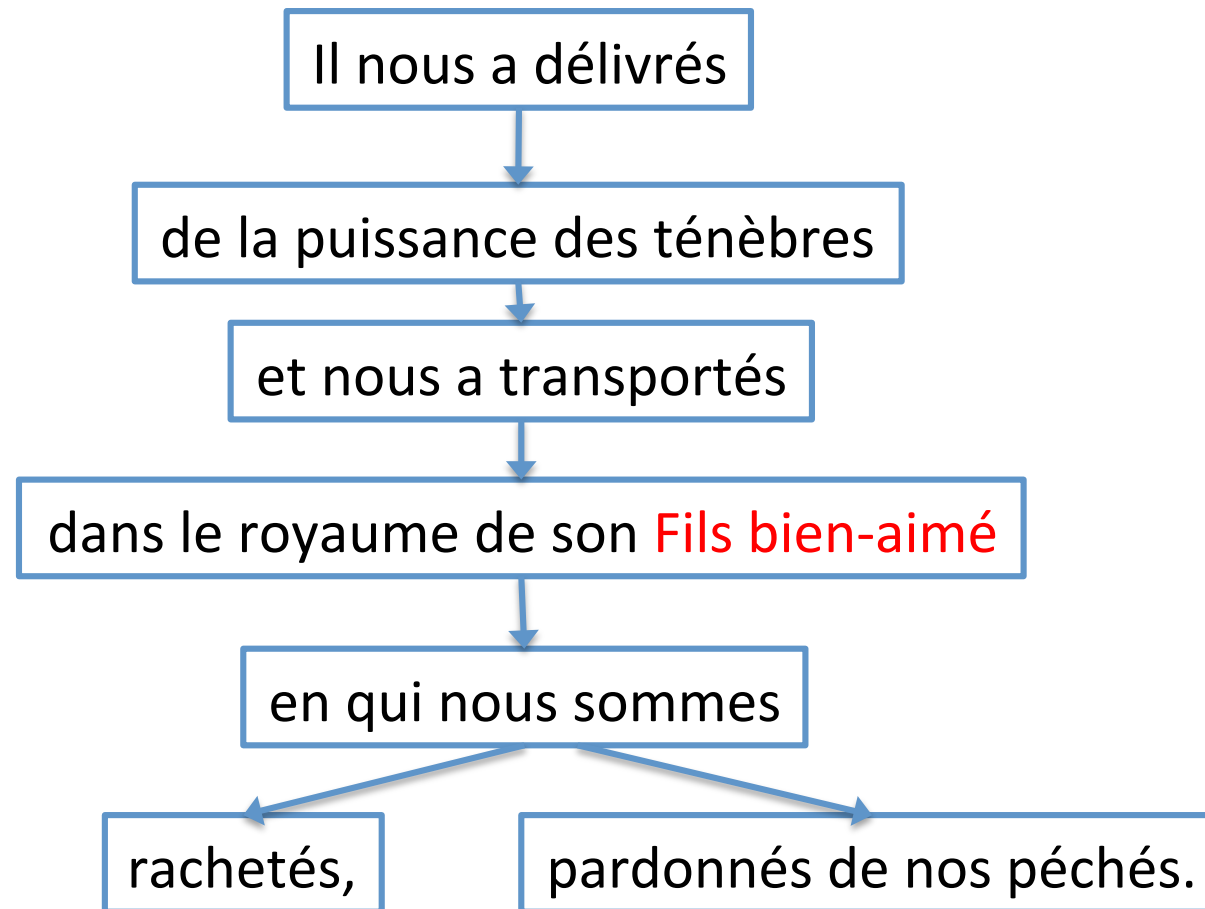 Il nous a délivrés
de la puissance des ténèbres
et nous a transportés
dans le royaume de son Fils bien-aimé
en qui nous sommes
rachetés,
pardonnés de nos péchés.